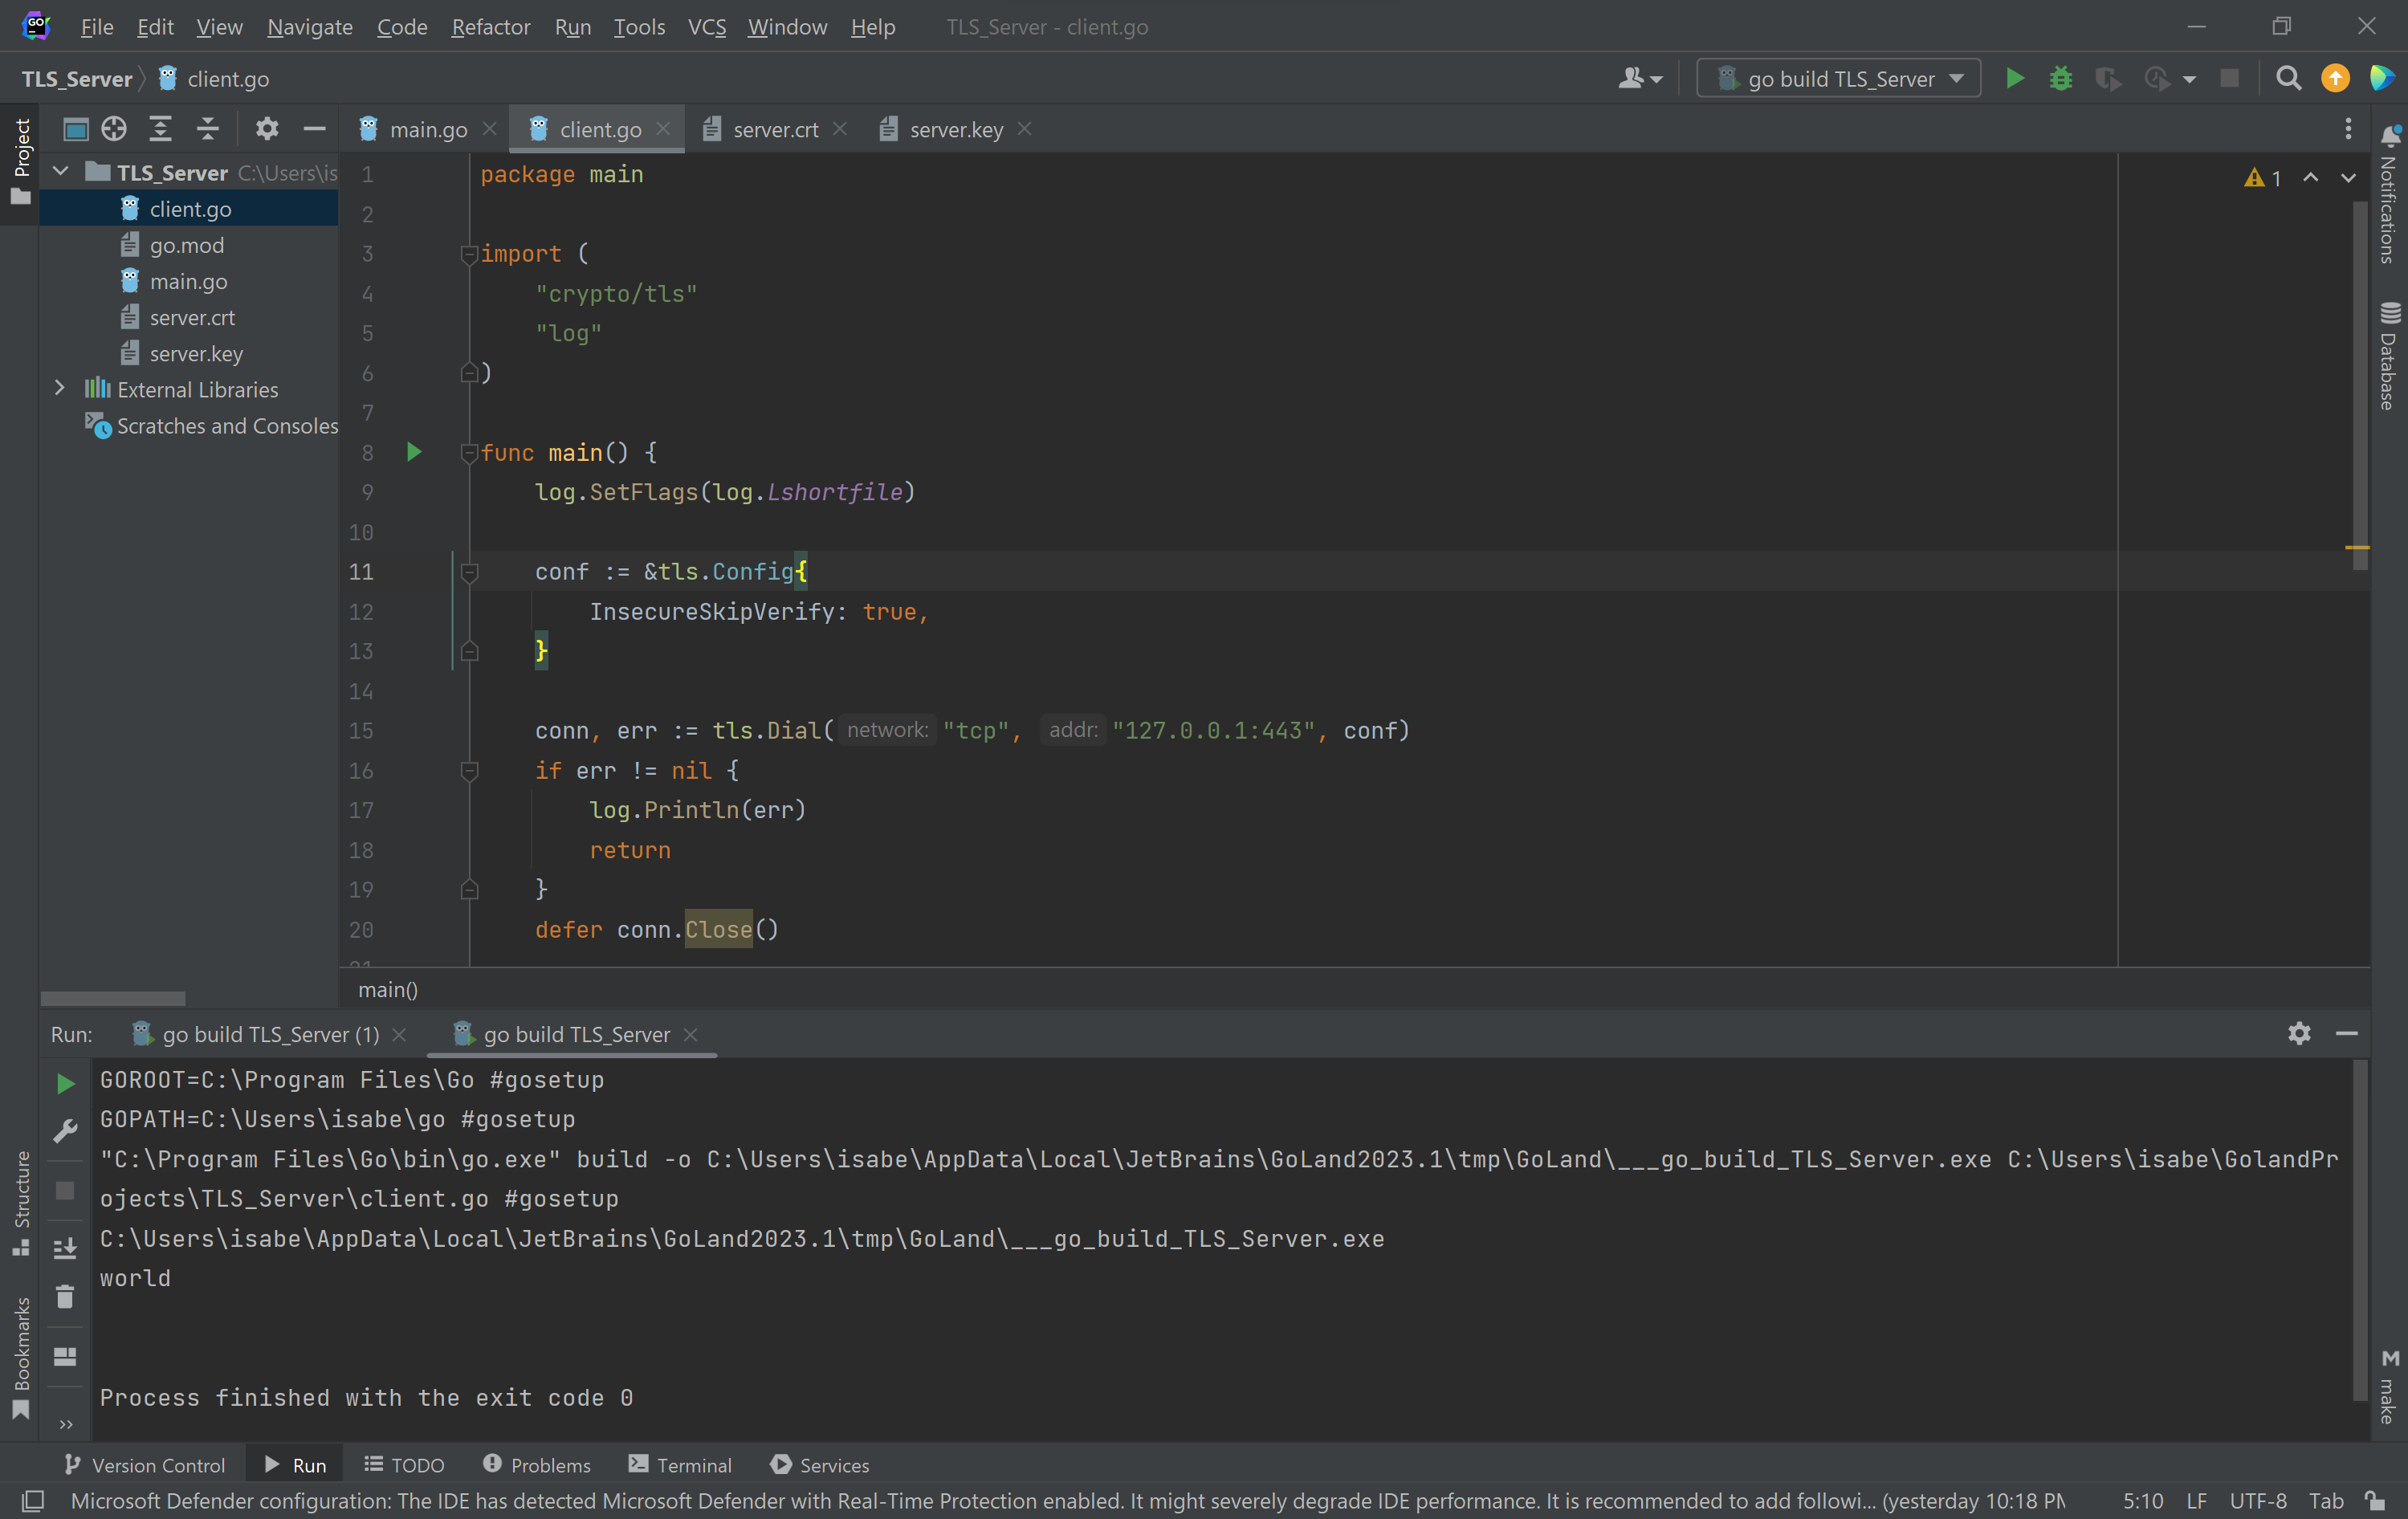 File Edit View Navigate Code Refactor Run Tools VCS Window Help TLS_Server - client.go
TLS_Server client.go go build TLS_Server
Project
main.go client.go server.crt server.key
TLS_Server C:\Users\is
client.go
go.mod
main.go
server.crt
server.key
External Libraries
Scratches and Consoles
1 package main
2
3 import (
4 "crypto/tls"
5 "log"
6 )
7
8 func main() {
9 log.SetFlags(log.Lshortfile)
10
11 conf := &tls.Config{
12 InsecureSkipVerify: true,
13 }
14
15 conn, err := tls.Dial( network: "tcp", addr: "127.0.0.1:443", conf)
16 if err != nil {
17 log.Println(err)
18 return
19 }
20 defer conn.Close()
21
1
Notifications
Database
main()
Run: go build TLS_Server (1) go build TLS_Server
GOROOT=C:\Program Files\Go #gosetup
GOPATH=C:\Users\isabe\go #gosetup
"C:\Program Files\Go\bin\go.exe" build -o C:\Users\isabe\AppData\Local\JetBrains\GoLand2023.1\tmp\GoLand\___go_build_TLS_Server.exe C:\Users\isabe\GolandPr
ojects\TLS_Server\client.go #gosetup
C:\Users\isabe\AppData\Local\JetBrains\GoLand2023.1\tmp\GoLand\___go_build_TLS_Server.exe
world
Process finished with the exit code 0
Structure
Bookmarks
make
Version Control Run TODO Problems Terminal Services
Microsoft Defender configuration: The IDE has detected Microsoft Defender with Real-Time Protection enabled. It might severely degrade IDE performance. It is recommended to add followi... (yesterday 10:18 PM 5:10 LF UTF-8 Tab